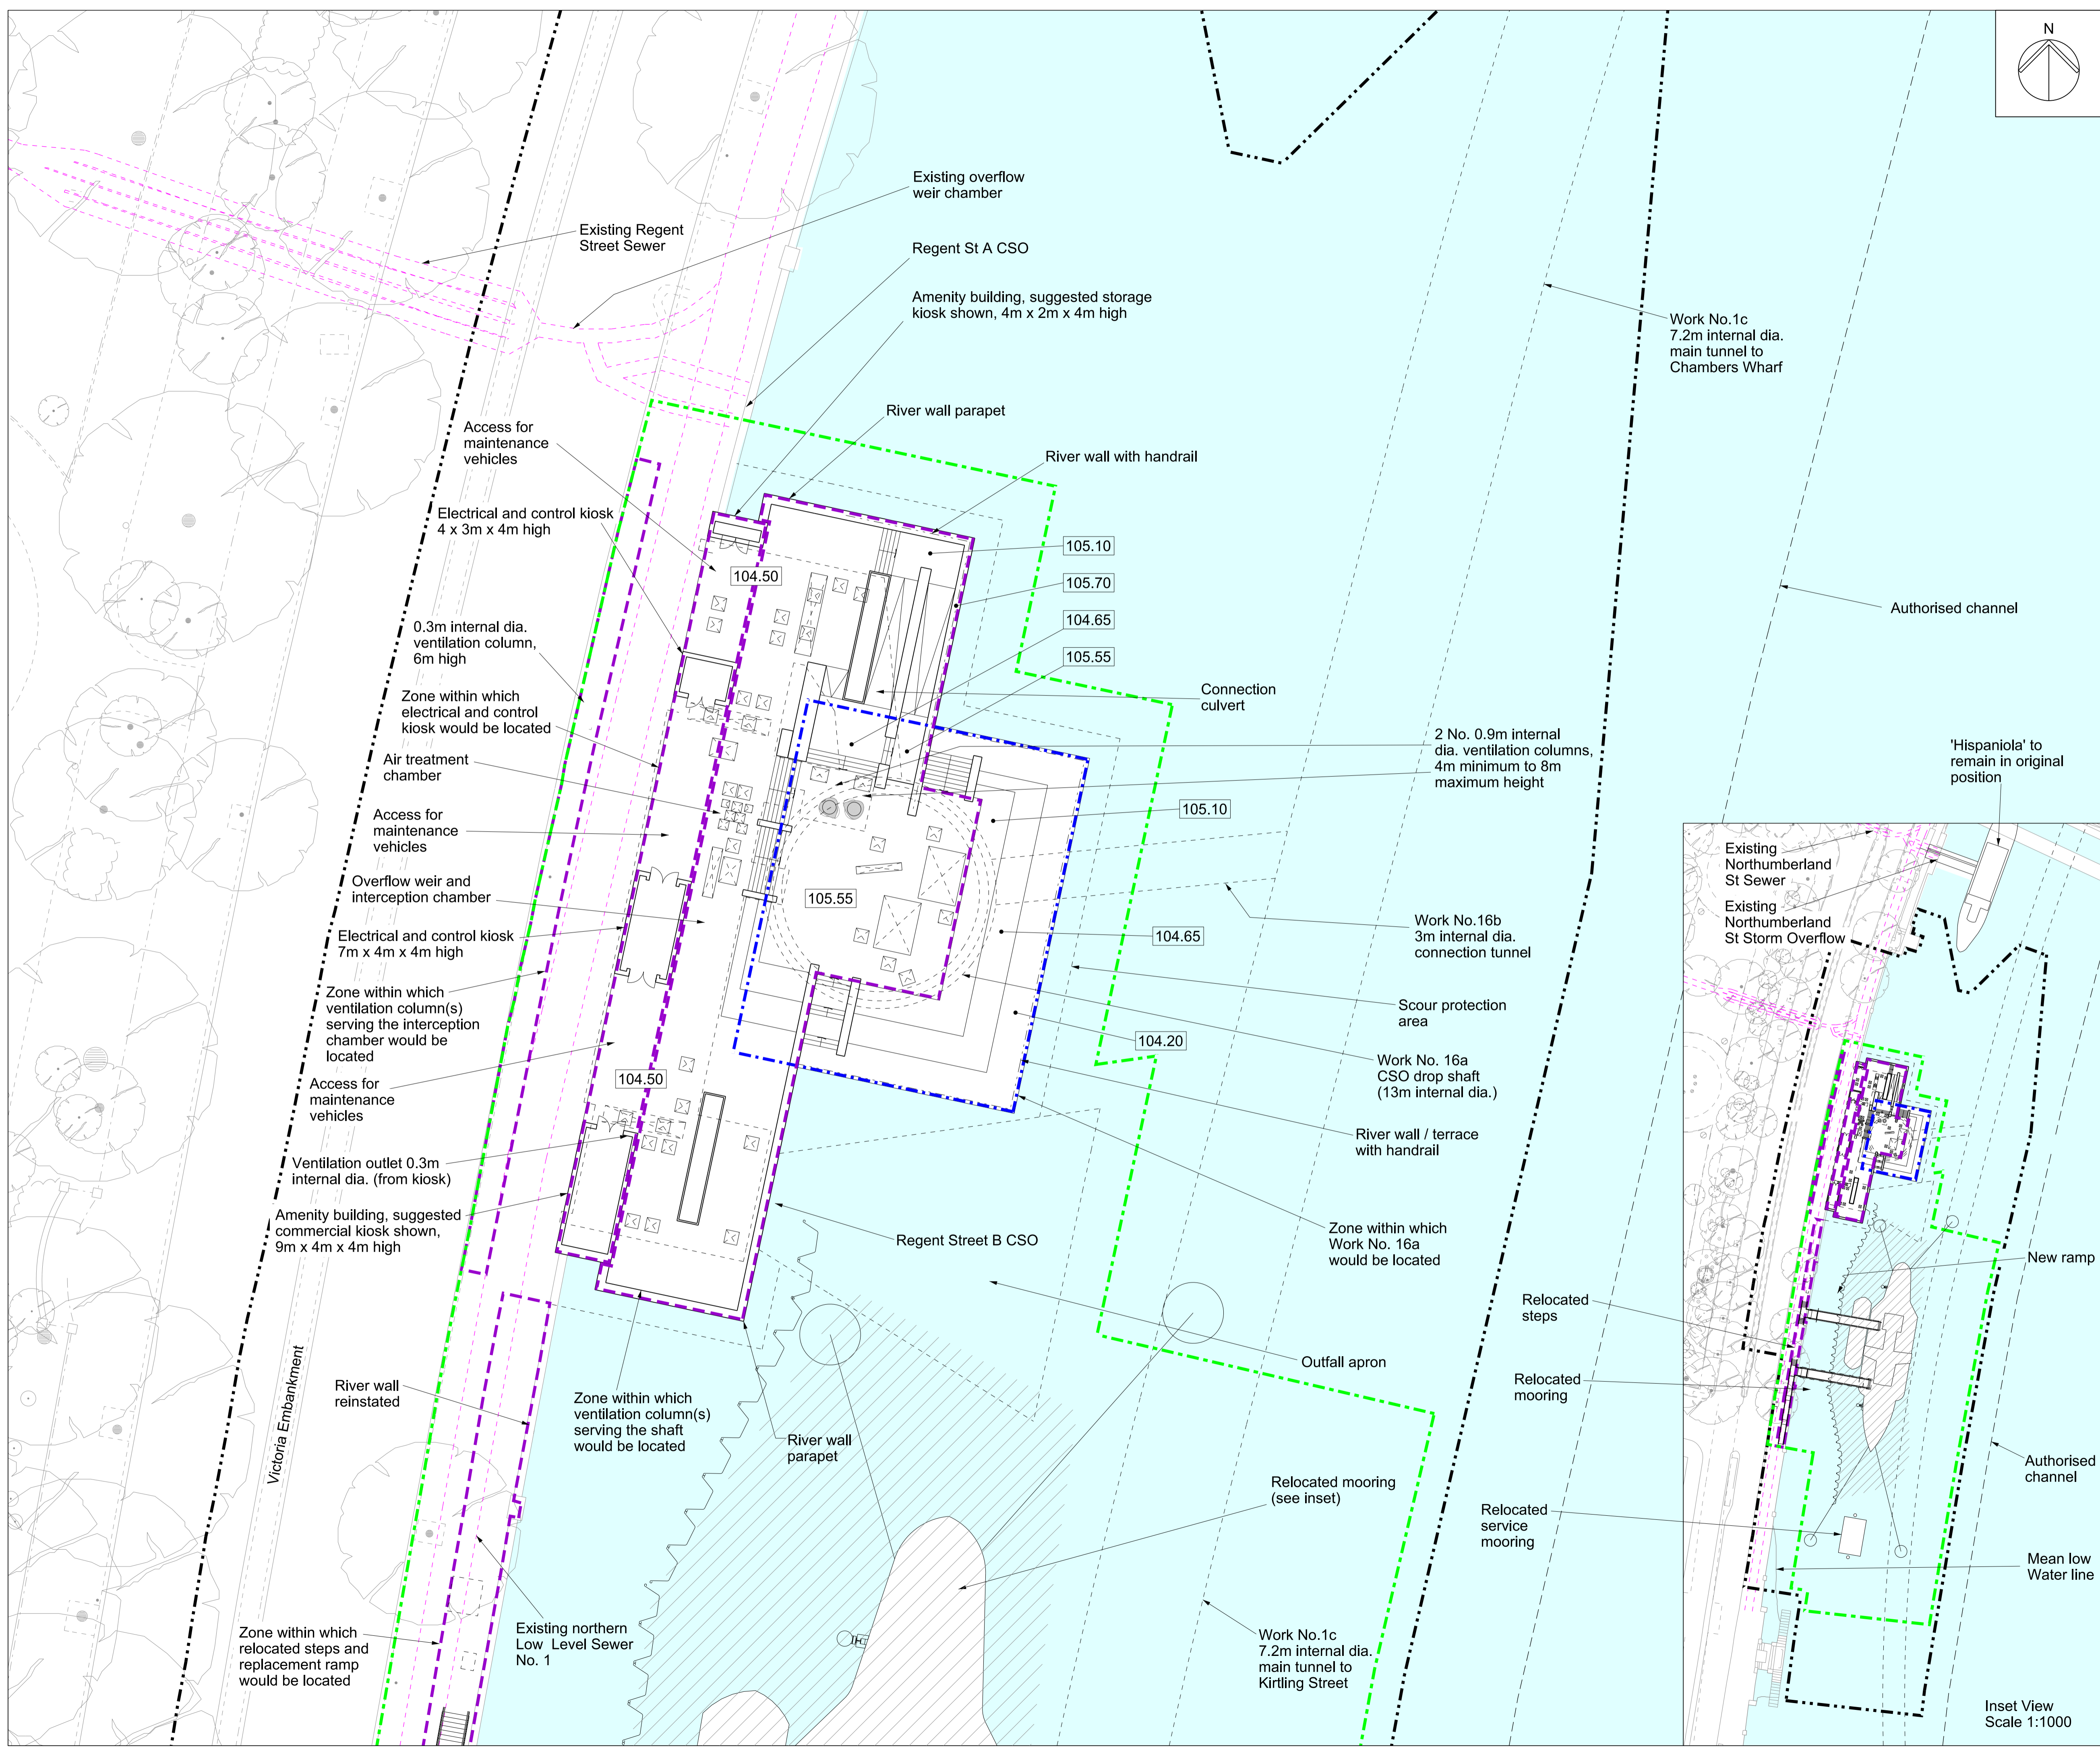 N
Existing overflow
weir chamber
Existing Regent
Street Sewer
Regent St A CSO
Amenity building, suggested storage
kiosk shown, 4m x 2m x 4m high
Work No.1c
7.2m internal dia.
main tunnel to
Chambers Wharf
River wall parapet
Access for
maintenance
vehicles
River wall with handrail
Electrical and control kiosk
4 x 3m x 4m high
105.10
104.50
105.70
104.65
105.55
Authorised channel
0.3m internal dia.
ventilation column,
6m high
Zone within which
electrical and control
kiosk would be located
Connection
culvert
2 No. 0.9m internal
dia. ventilation columns,
4m minimum to 8m
maximum height
'Hispaniola' to
remain in original
position
Air treatment
chamber
105.10
Access for
maintenance
vehicles
Overflow weir and
interception chamber
105.55
Electrical and control kiosk
7m x 4m x 4m high
104.65
Work No.16b
3m internal dia.
connection tunnel
Zone within which
ventilation column(s)
serving the interception
chamber would be
located
Scour protection
area
104.20
Work No. 16a
CSO drop shaft
(13m internal dia.)
Access for
maintenance
vehicles
104.50
River wall / terrace
with handrail
Ventilation outlet 0.3m
internal dia. (from kiosk)
Amenity building, suggested
commercial kiosk shown,
9m x 4m x 4m high
Regent Street B CSO
Zone within which
Work No. 16a
would be located
Outfall apron
River wall
reinstated
Victoria Embankment
Zone within which
ventilation column(s)
serving the shaft
would be located
River wall
parapet
Relocated mooring
(see inset)
Zone within which
relocated steps and
replacement ramp
would be located
Existing northern
Low Level Sewer
No. 1
Work No.1c
7.2m internal dia.
main tunnel to
Kirtling Street
Existing
Northumberland
St Sewer
Existing
Northumberland
St Storm Overflow
New ramp
Relocated
steps
Relocated
mooring
Authorised
channel
Relocated
service
mooring
Mean low
Water line
Inset View
Scale 1:1000